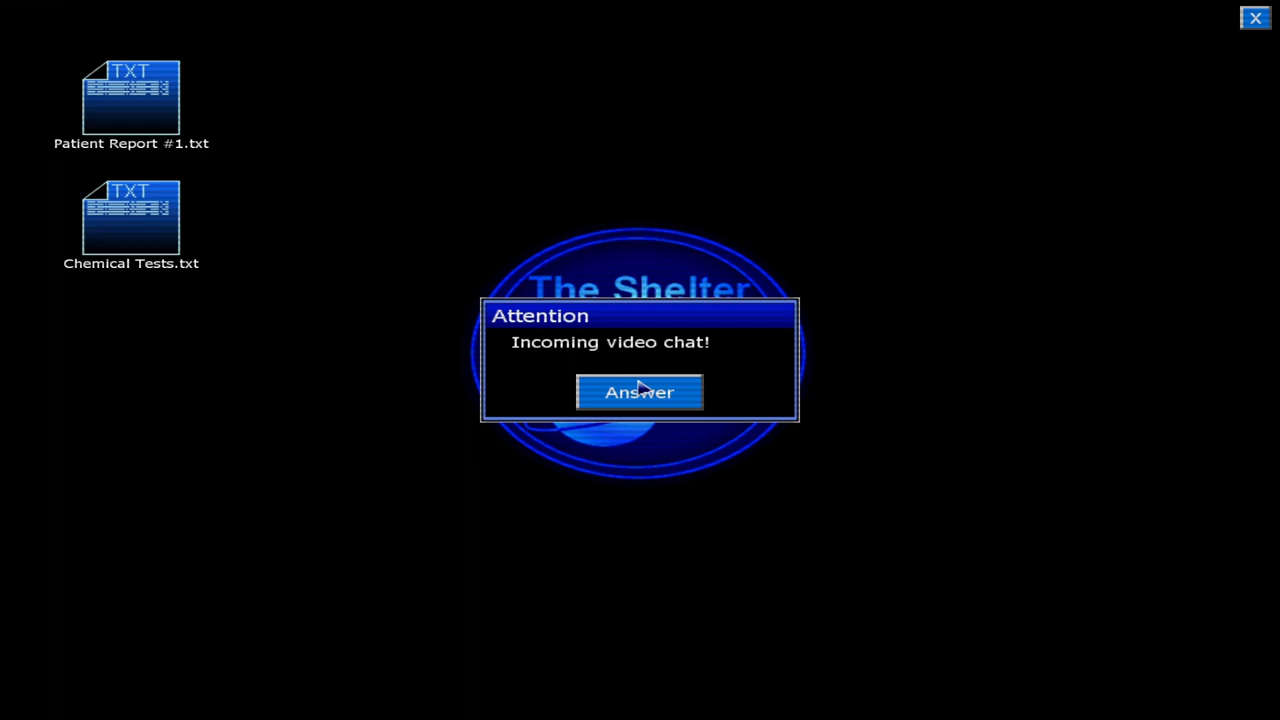 X
TXT
Patient Report #1.txt
TXT
Chemical Tests.txt
The Shelter
Attention
Incoming video chat!
Answer